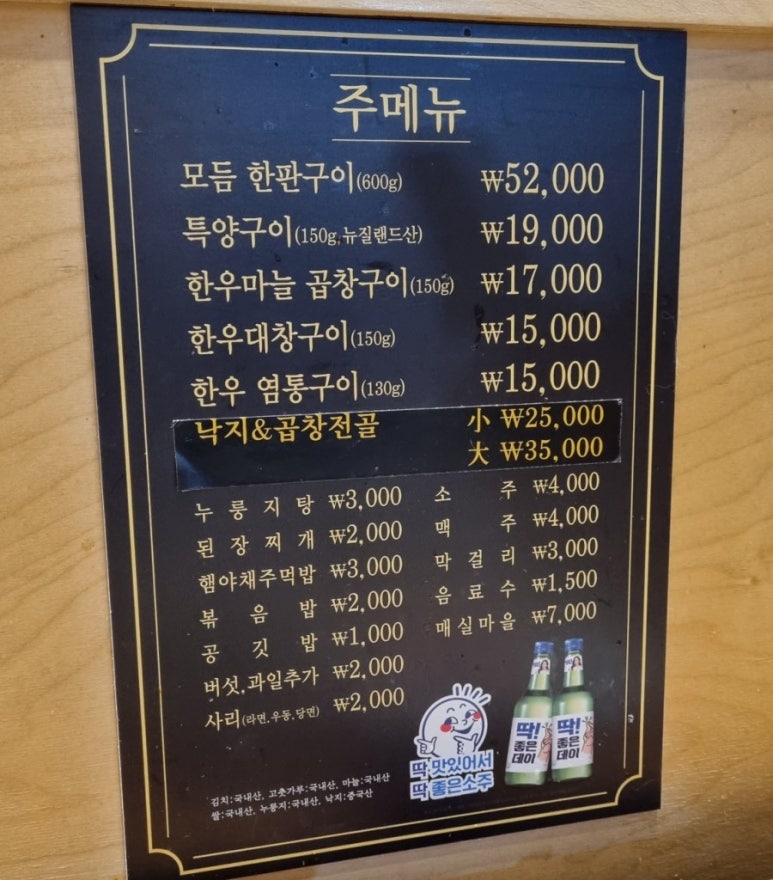 주메뉴
모듬 한판구이(600g) ₩52,000
특양구이(150g,뉴질랜드산) ₩19,000
한우마늘 곱창구이(150g) ₩17,000
한우대창구이(150g) ₩15,000
한우 염통구이(130g) ₩15,000
낙지&곱창전골 小 ₩25,000
大 ₩35,000
누룽지탕 ₩3,000
된장찌개 ₩2,000
햄야채주먹밥 ₩3,000
볶음밥 ₩2,000
공깃밥 ₩1,000
버섯,과일추가 ₩2,000
사리(라면,우동,당면) ₩2,000
소주 ₩4,000
맥주 ₩4,000
막걸리 ₩3,000
음료수 ₩1,500
매실마을 ₩7,000
김치:국내산, 고춧가루:국내산, 마늘:국내산
쌀:국내산, 누룽지:국내산, 낙지:중국산
딱 맛있어서
딱 좋은소주
딱!
좋은
데이
딱!
좋은
데이